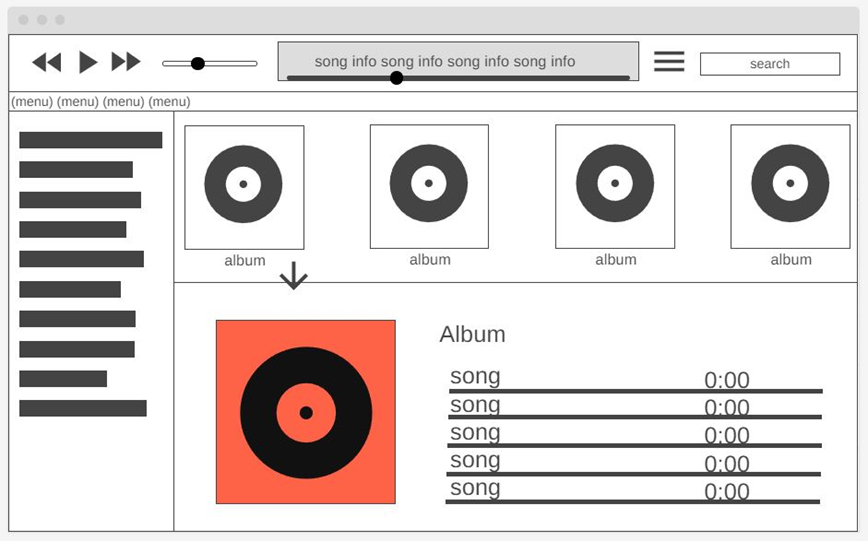 song info song info song info song info
search
(menu) (menu) (menu) (menu)
album album album album
Album
song 0:00
song 0:00
song 0:00
song 0:00
song 0:00